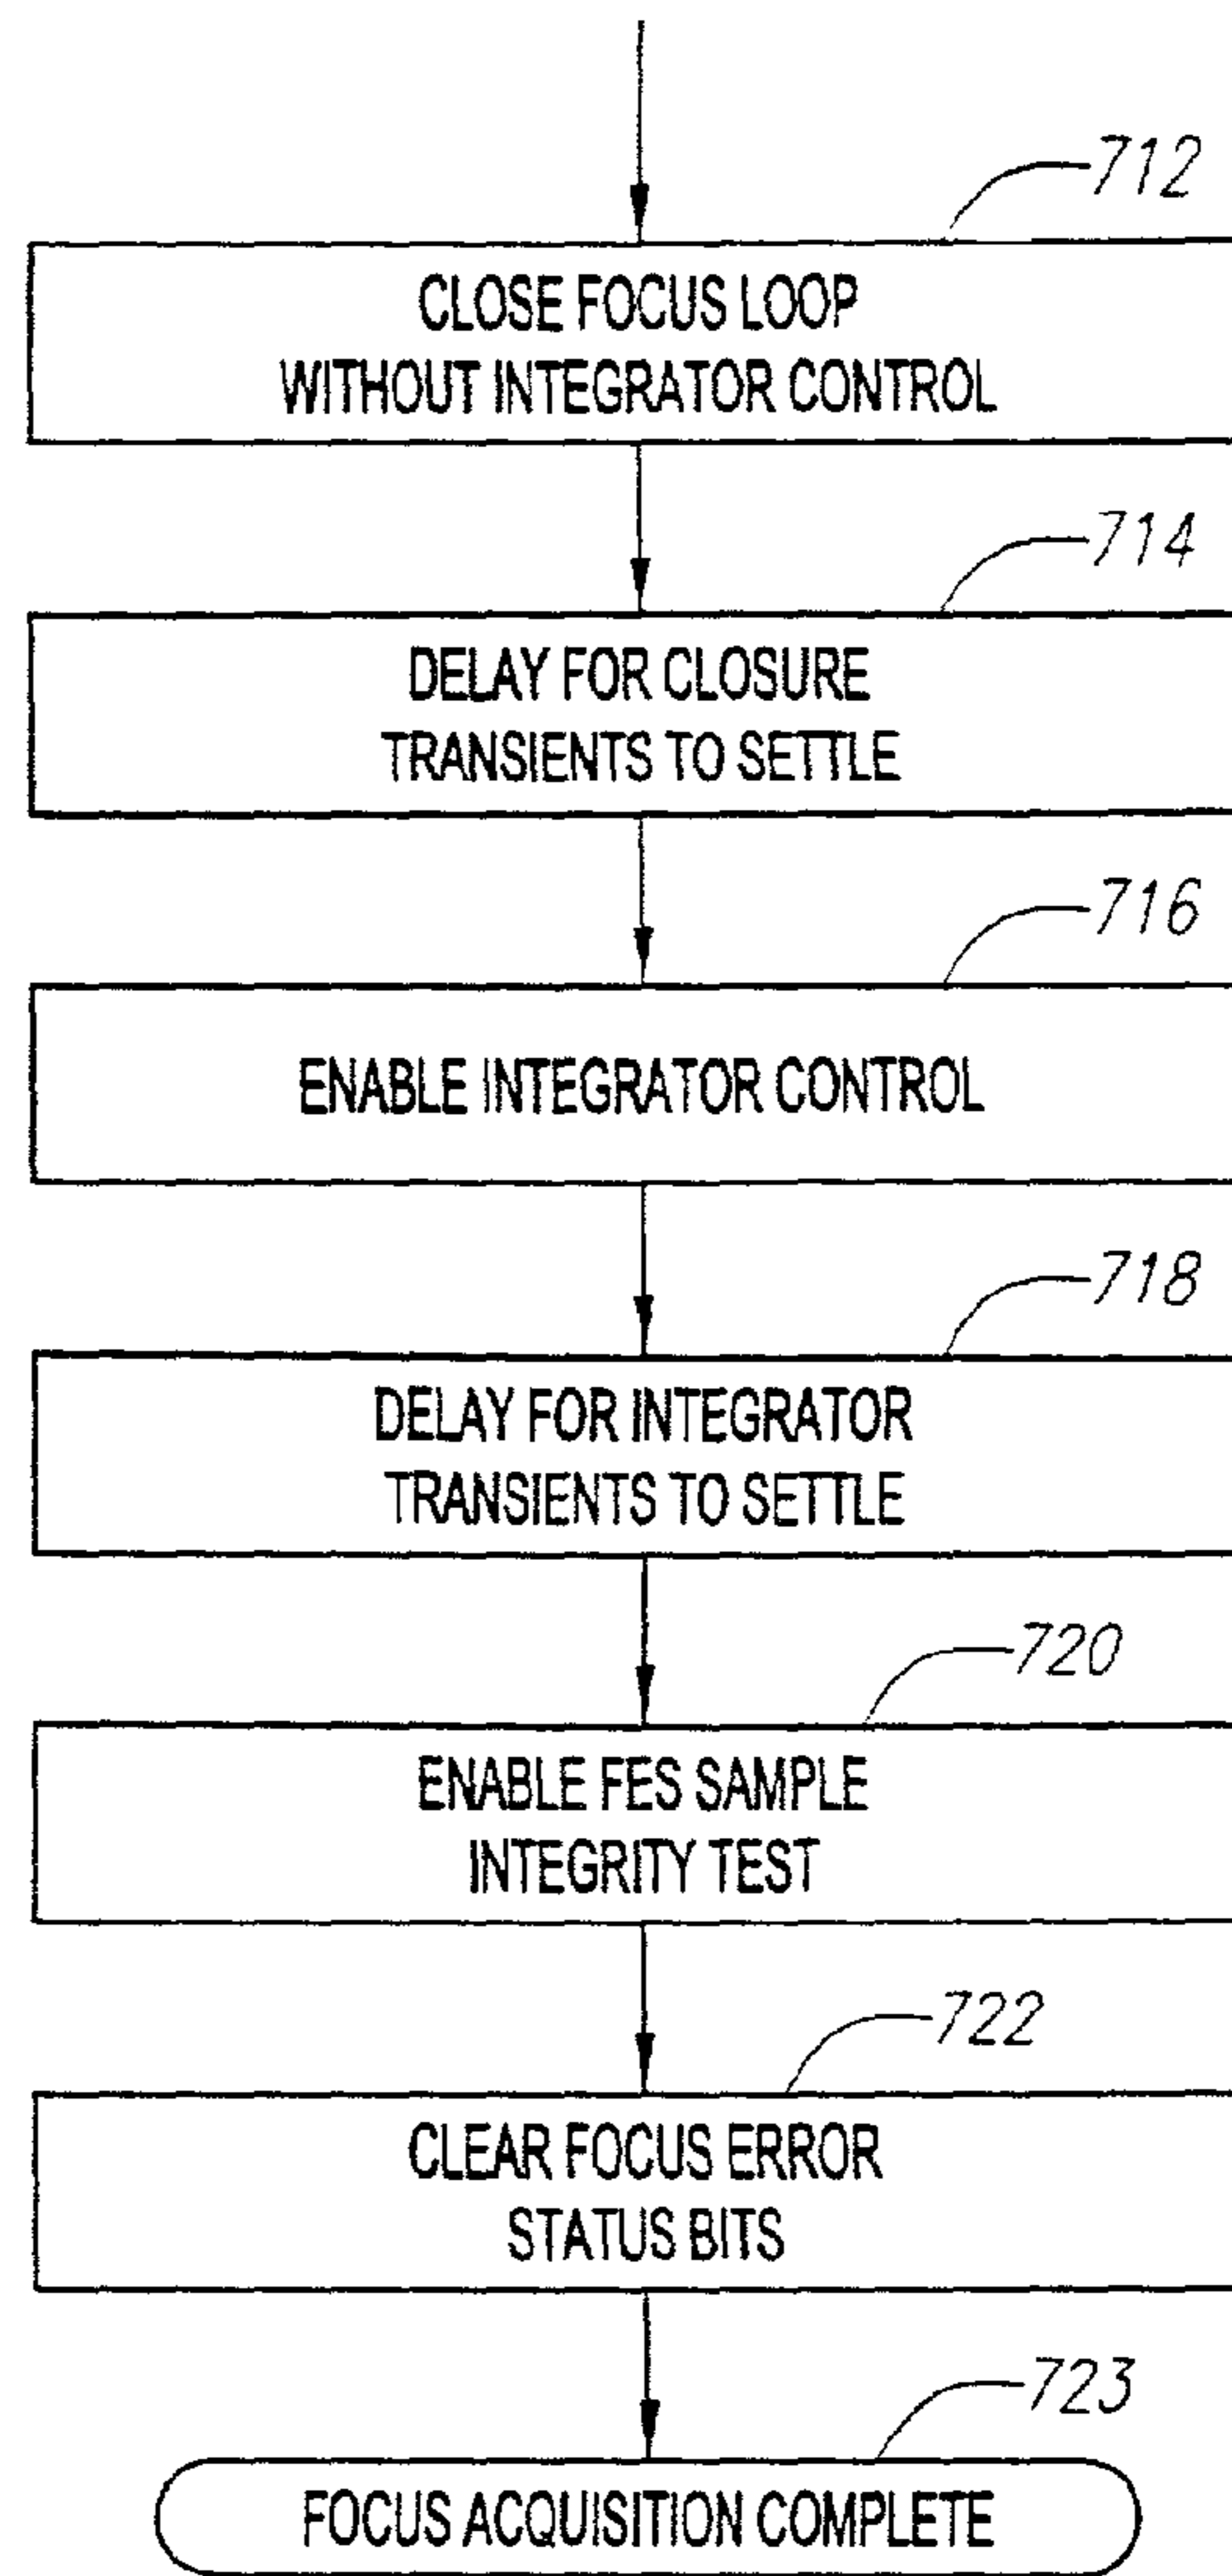 712
CLOSE FOCUS LOOP
WITHOUT INTEGRATOR CONTROL
714
DELAY FOR CLOSURE
TRANSIENTS TO SETTLE
716
ENABLE INTEGRATOR CONTROL
718
DELAY FOR INTEGRATOR
TRANSIENTS TO SETTLE
720
ENABLE FES SAMPLE
INTEGRITY TEST
722
CLEAR FOCUS ERROR
STATUS BITS
723
FOCUS ACQUISITION COMPLETE